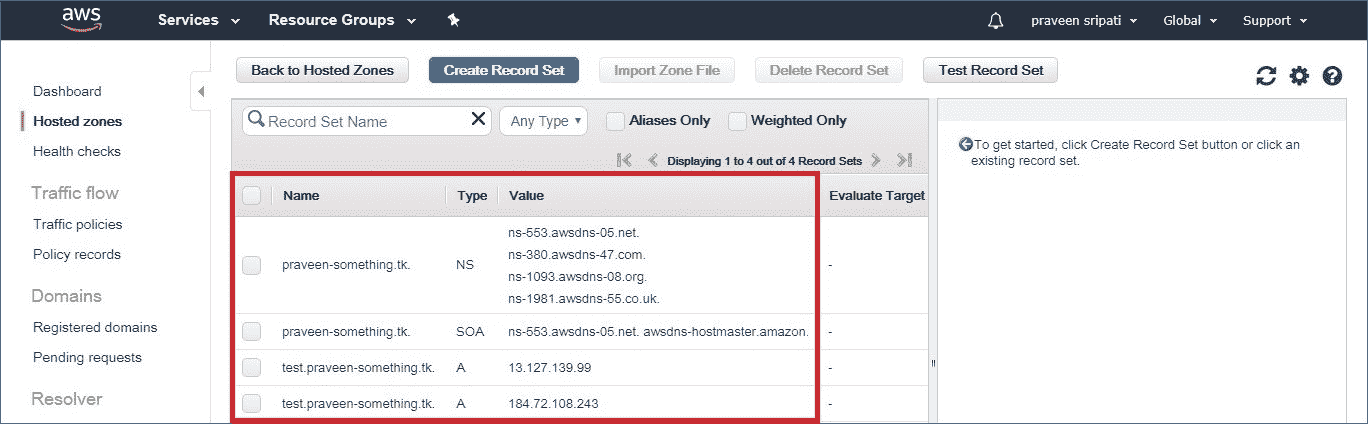 aws Services Resource Groups praveen sripati Global Support
Back to Hosted Zones Create Record Set Import Zone File Delete Record Set Test Record Set
Dashboard
Hosted zones
Health checks
Traffic flow
Traffic policies
Policy records
Domains
Registered domains
Pending requests
Resolver
Record Set Name Any Type Aliases Only Weighted Only
Displaying 1 to 4 out of 4 Record Sets
Name Type Value Evaluate Target
praveen-something.tk. NS
ns-553.awsdns-05.net.
ns-380.awsdns-47.com.
ns-1093.awsdns-08.org.
ns-1981.awsdns-55.co.uk.
-
praveen-something.tk. SOA ns-553.awsdns-05.net. awsdns-hostmaster.amazon. -
test.praveen-something.tk. A 13.127.139.99 -
test.praveen-something.tk. A 184.72.108.243 -
To get started, click Create Record Set button or click an
existing record set.